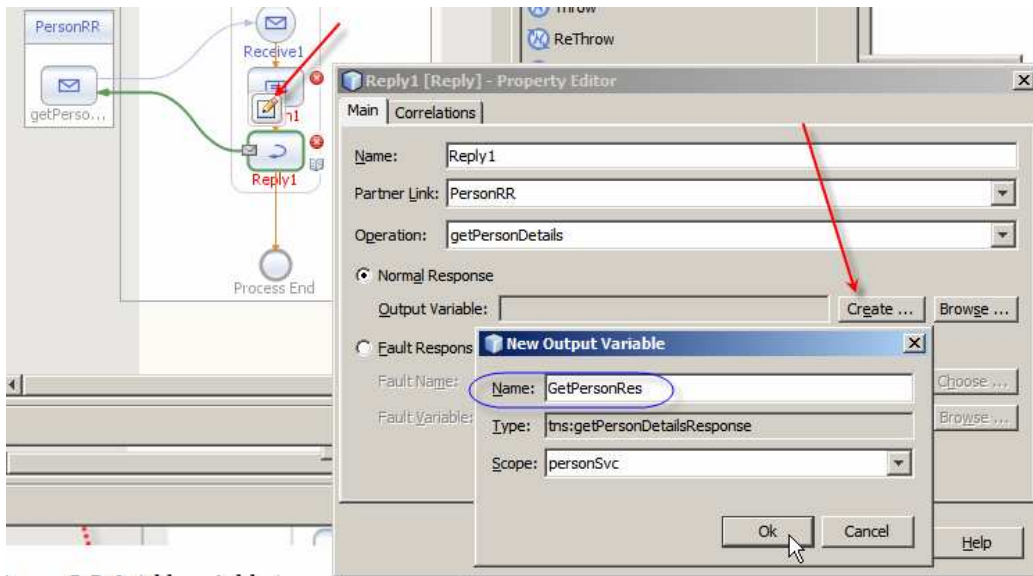 PersonRR
getPerso...
Receive1
Reply1
Process End
ReThrow
Reply1 [Reply] - Property Editor
Main
Correlations
Name: Reply1
Partner Link: PersonRR
Operation: getPersonDetails
Normal Response
Output Variable:
Create ...
Browse ...
Fault Respons
Fault Name:
Choose ...
Fault Variable:
Browse ...
New Output Variable
Name: GetPersonRes
Type: tns:getPersonDetailsResponse
Scope: personSvc
Ok
Cancel
Help